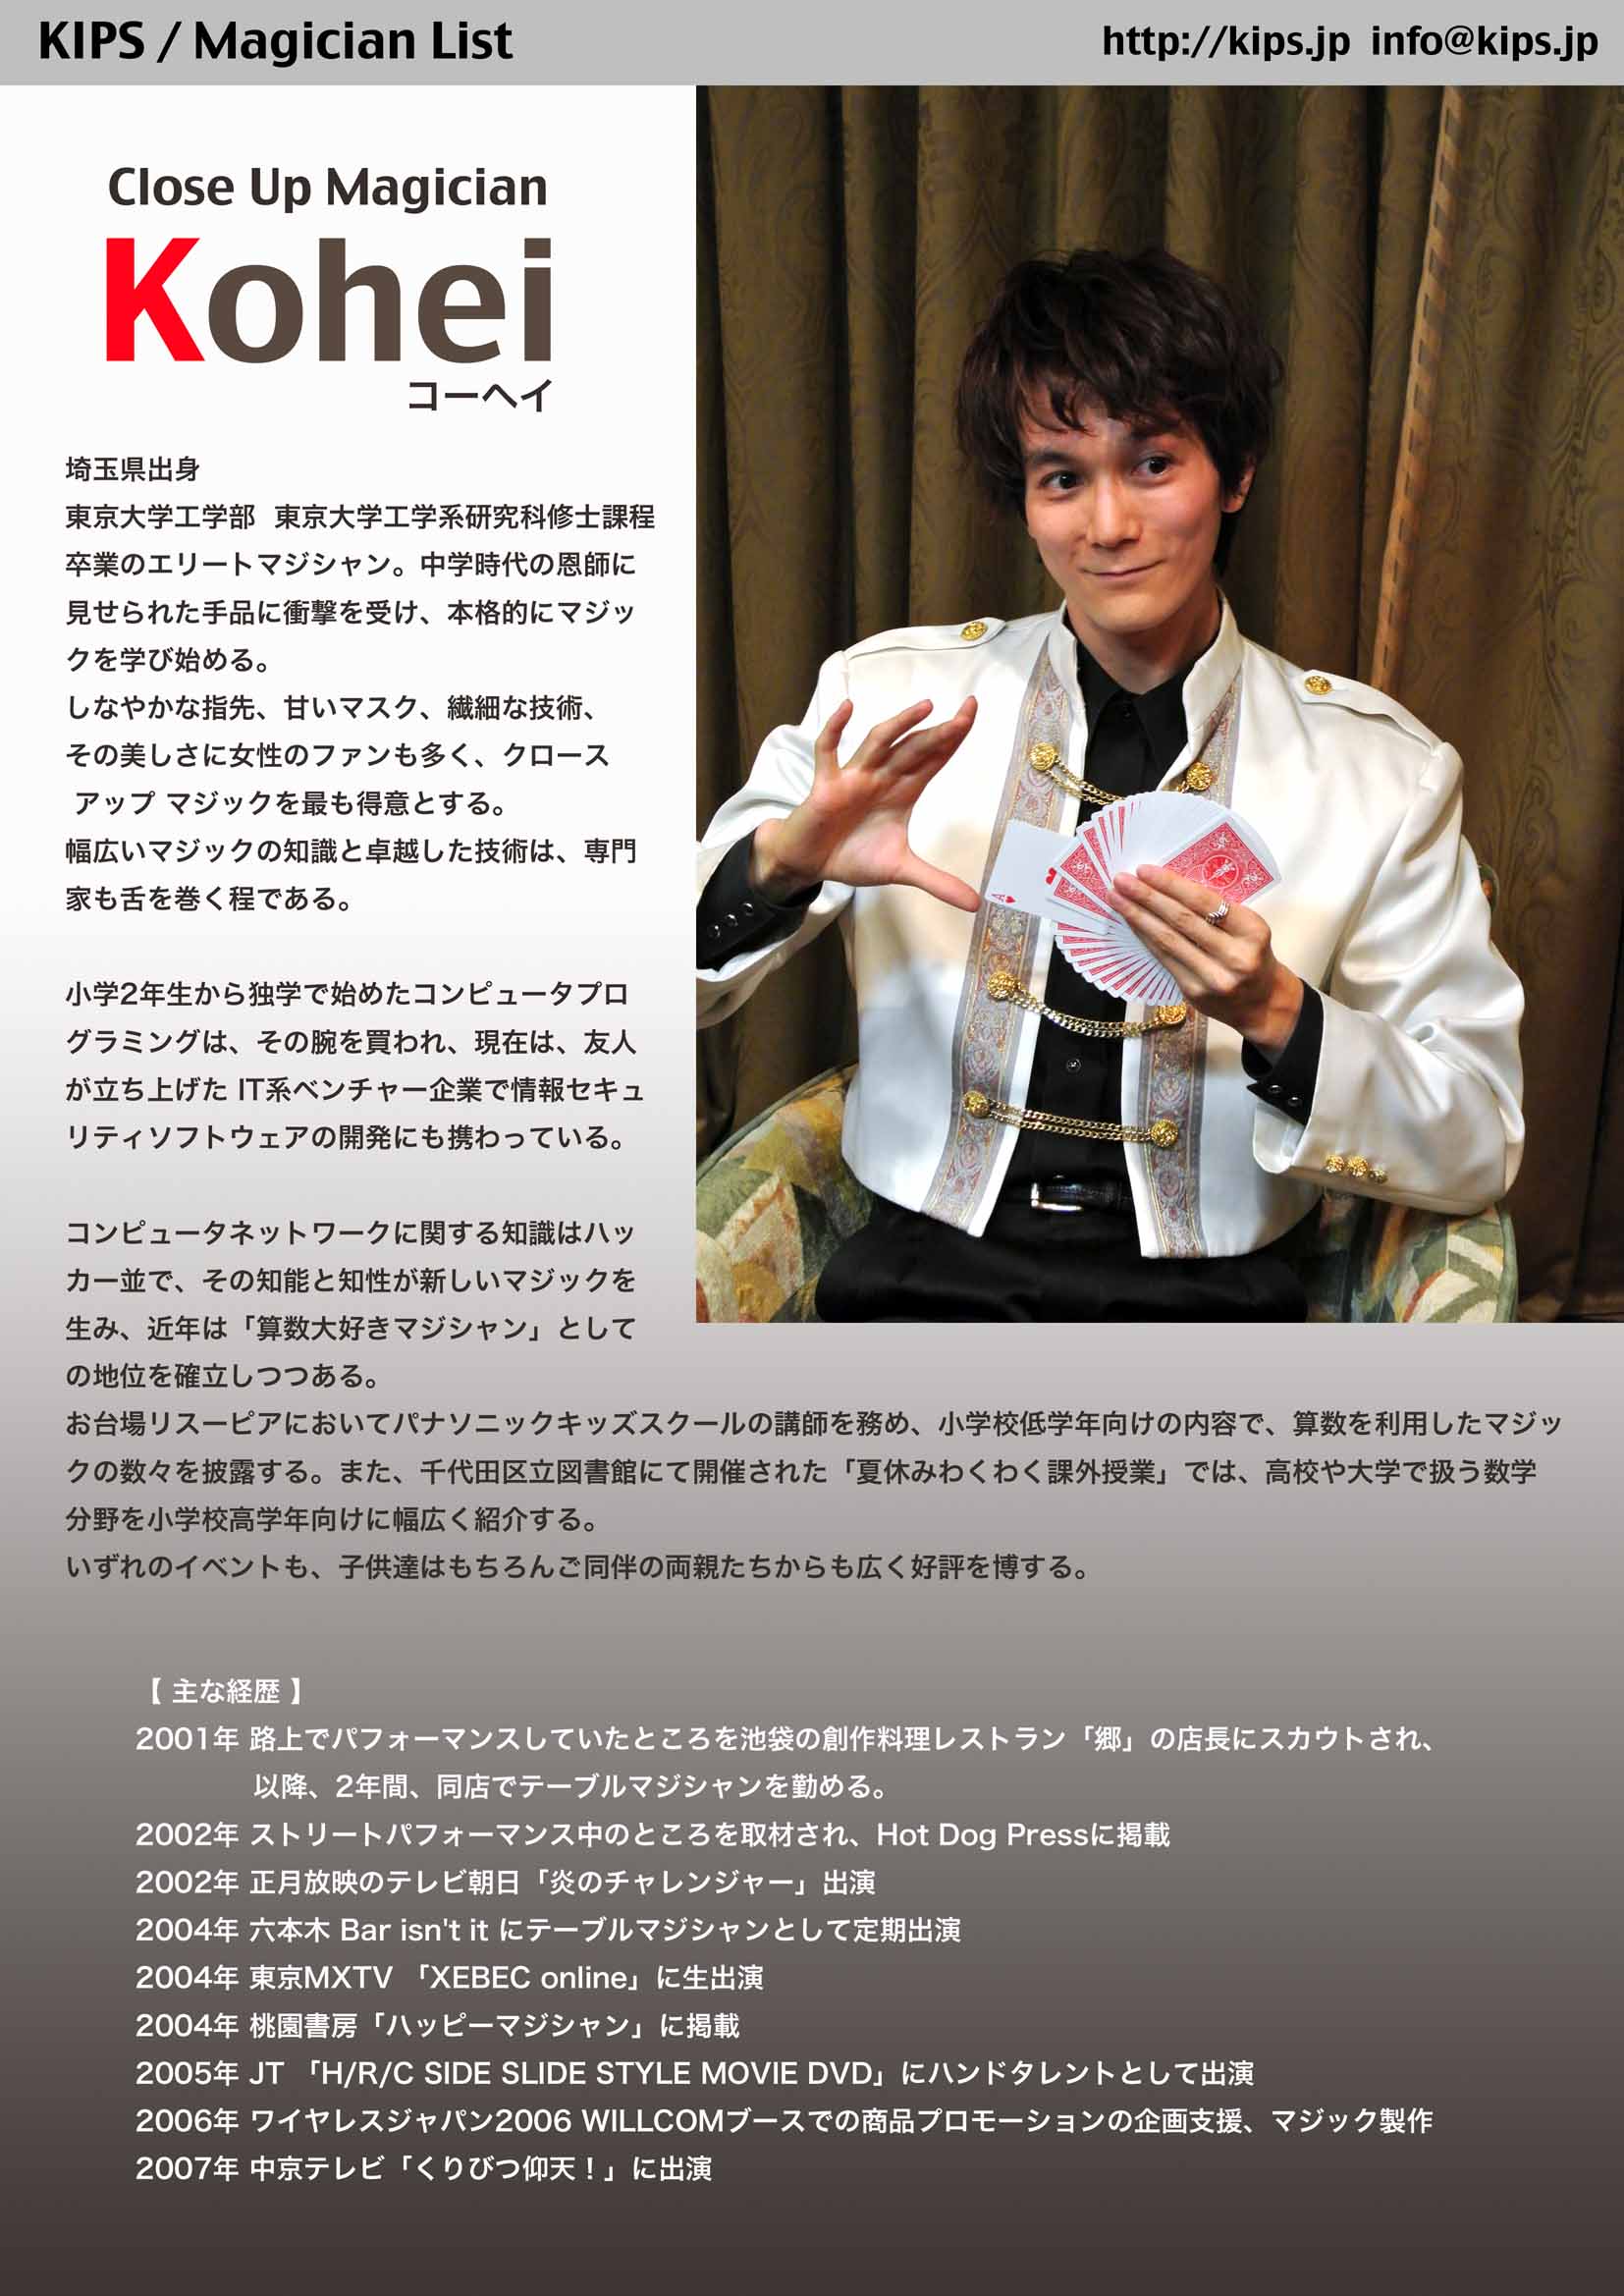 KIPS / Magician List
http://kips.jp info@kips.jp
Close Up Magician
Kohei
コーヘイ
埼玉県出身
東京大学工学部 東京大学工学系研究科修士課程
卒業のエリートマジシャン。中学時代の恩師に
見せられた手品に衝撃を受け、本格的にマジッ
クを学び始める。
しなやかな指先、甘いマスク、繊細な技術、
その美しさに女性のファンも多く、クロース
アップ マジックを最も得意とする。
幅広いマジックの知識と卓越した技術は、専門
家も舌を巻く程である。
小学2年生から独学で始めたコンピュータプロ
グラミングは、その腕を買われ、現在は、友人
が立ち上げた IT系ベンチャー企業で情報セキュ
リティソフトウェアの開発にも携わっている。
コンピュータネットワークに関する知識はハッ
カー並で、その知能と知性が新しいマジックを
生み、近年は「算数大好きマジシャン」として
の地位を確立しつつある。
お台場リスーピアにおいてパナソニックキッズスクールの講師を務め、小学校低学年向けの内容で、算数を利用したマジッ
クの数々を披露する。また、千代田区立図書館にて開催された「夏休みわくわく課外授業」では、高校や大学で扱う数学
分野を小学校高学年向けに幅広く紹介する。
いずれのイベントも、子供達はもちろんご同伴の両親たちからも広く好評を博する。
【 主な経歴 】
2001年 路上でパフォーマンスしていたところを池袋の創作料理レストラン「郷」の店長にスカウトされ、
以降、2年間、同店でテーブルマジシャンを勤める。
2002年 ストリートパフォーマンス中のところを取材され、Hot Dog Pressに掲載
2002年 正月放映のテレビ朝日「炎のチャレンジャー」出演
2004年 六本木 Bar isn't it にテーブルマジシャンとして定期出演
2004年 東京MXTV 「XEBEC online」に生出演
2004年 桃園書房「ハッピーマジシャン」に掲載
2005年 JT 「H/R/C SIDE SLIDE STYLE MOVIE DVD」にハンドタレントとして出演
2006年 ワイヤレスジャパン2006 WILLCOMブースでの商品プロモーションの企画支援、マジック製作
2007年 中京テレビ「くりびつ仰天！」に出演
A